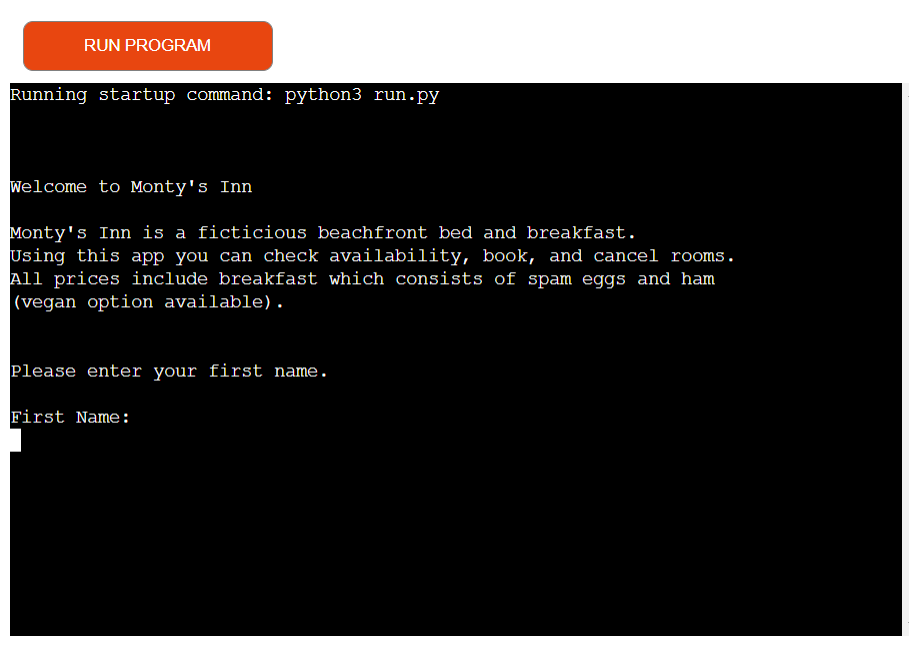 RUN PROGRAM
Running startup command: python3 run.py
Welcome to Monty's Inn
Monty's Inn is a ficticious beachfront bed and breakfast.
Using this app you can check availability, book, and cancel rooms.
All prices include breakfast which consists of spam eggs and ham
(vegan option available).
Please enter your first name.
First Name: